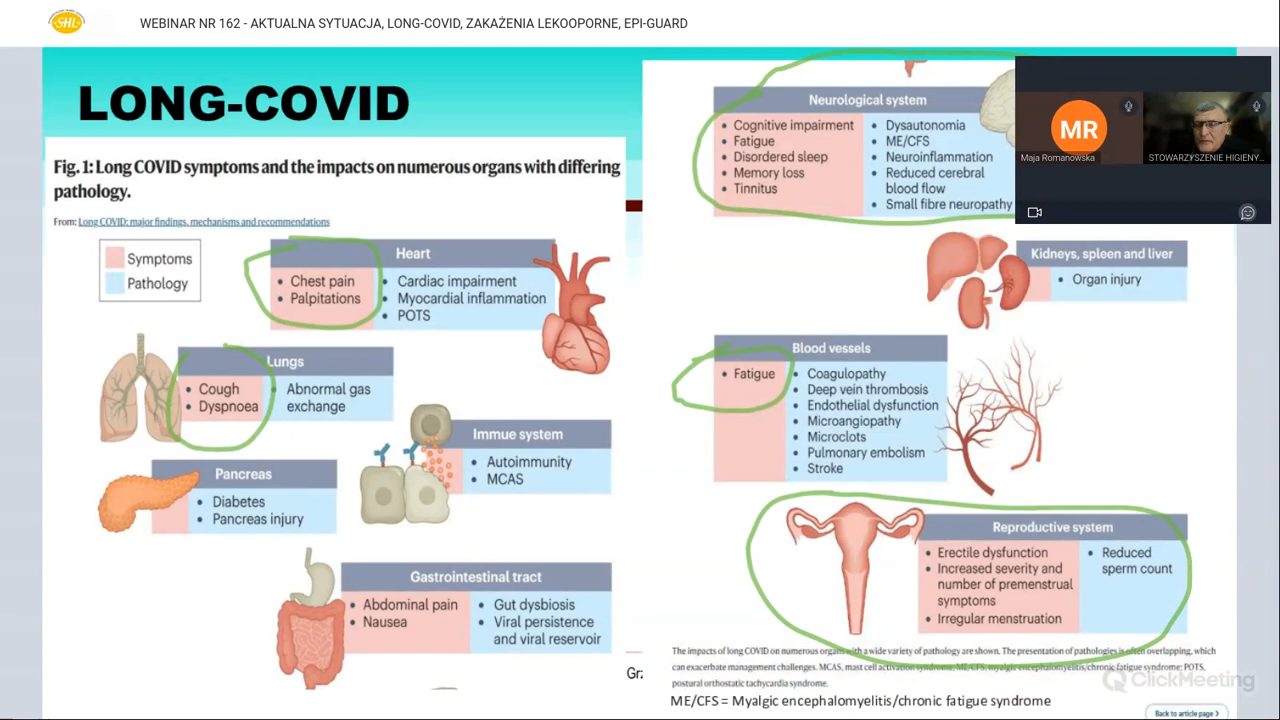 SHL
WEBINAR NR 162 - AKTUALNA SYTUACJA, LONG-COVID, ZAKAŻENIA LEKOOPORNE, EPI-GUARD
LONG-COVID
Fig. 1: Long COVID symptoms and the impacts on numerous organs with differing
pathology.
From: Long COVID: major findings, mechanisms and recommendations
Symptoms
Pathology
Heart
• Chest pain
• Palpitations
• Cardiac impairment
• Myocardial inflammation
• POTS
Lungs
• Cough
• Dyspnoea
• Abnormal gas
exchange
Immue system
• Autoimmunity
• MCAS
Pancreas
• Diabetes
• Pancreas injury
Gastrointestinal tract
• Abdominal pain
• Nausea
• Gut dysbiosis
• Viral persistence
and viral reservoir
Neurological system
• Cognitive impairment
• Fatigue
• Disordered sleep
• Memory loss
• Tinnitus
• Dysautonomia
• ME/CFS
• Neuroinflammation
• Reduced cerebral
blood flow
• Small fibre neuropathy
MR
Maja Romanowska
STOWARZYSZENIE HIGIENY...
Kidneys, spleen and liver
• Organ injury
Blood vessels
• Fatigue
• Coagulopathy
• Deep vein thrombosis
• Endothelial dysfunction
• Microangiopathy
• Microclots
• Pulmonary embolism
• Stroke
Reproductive system
• Erectile dysfunction
• Increased severity and
number of premenstrual
symptoms
• Irregular menstruation
• Reduced
sperm count
The impacts of long COVID on numerous organs with a wide variety of pathology are shown. The presentation of pathologies is often overlapping, which
can exacerbate management challenges. MCAS, mast cell activation syndrome; ME/CFS, myalgic encephalomyelitis/chronic fatigue syndrome; POTS,
postural orthostatic tachycardia syndrome.
ME/CFS = Myalgic encephalomyelitis/chronic fatigue syndrome
ClickMeeting
Back to article page >